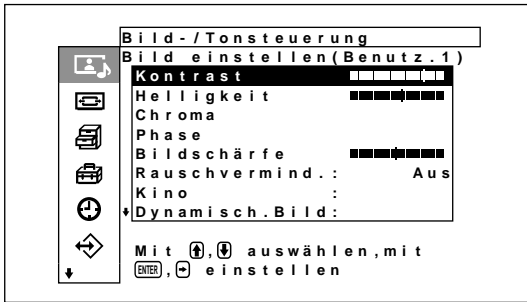 Bild-/Tonsteuerung
Bild einstellen(Benutz.1)
Kontrast
Helligkeit
Chroma
Phase
Bildschärfe
Rauschvermind.: Aus
Kino :
Dynamisch.Bild:
Mit ↑,↓ auswählen,mit
ENTER,→ einstellen